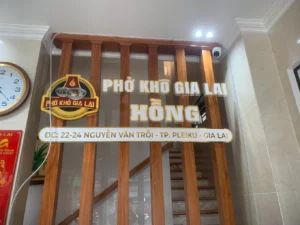 PHỞ KHÔ GIA LAI
HỒNG
PHỞ KHÔ GIA LAI
ĐC: 22-24 NGUYỄN VĂN TRỖI - TP. PLEIKU - GIA LAI